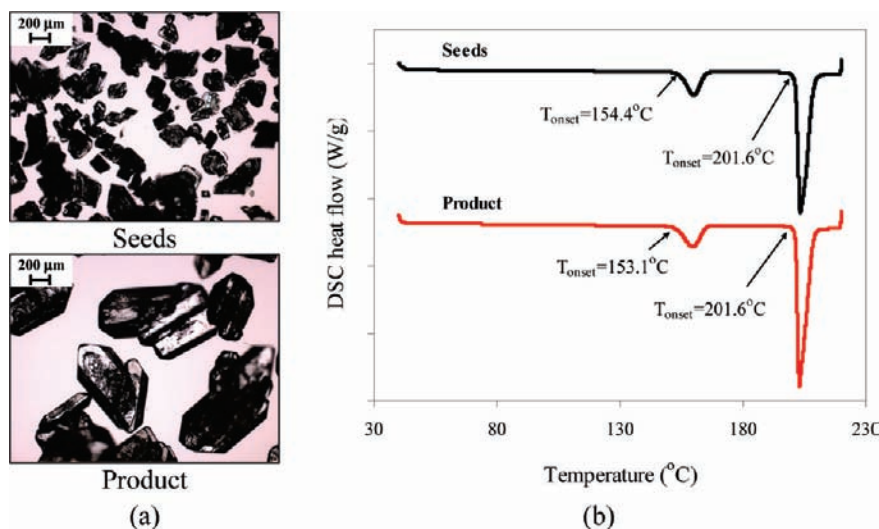 200 μm
Seeds
200 μm
Product
(a)
DSC heat flow (W/g)
Seeds
Tonset=154.4°C
Tonset=201.6°C
Product
Tonset=153.1°C
Tonset=201.6°C
30 80 130 180 230
Temperature (°C)
(b)